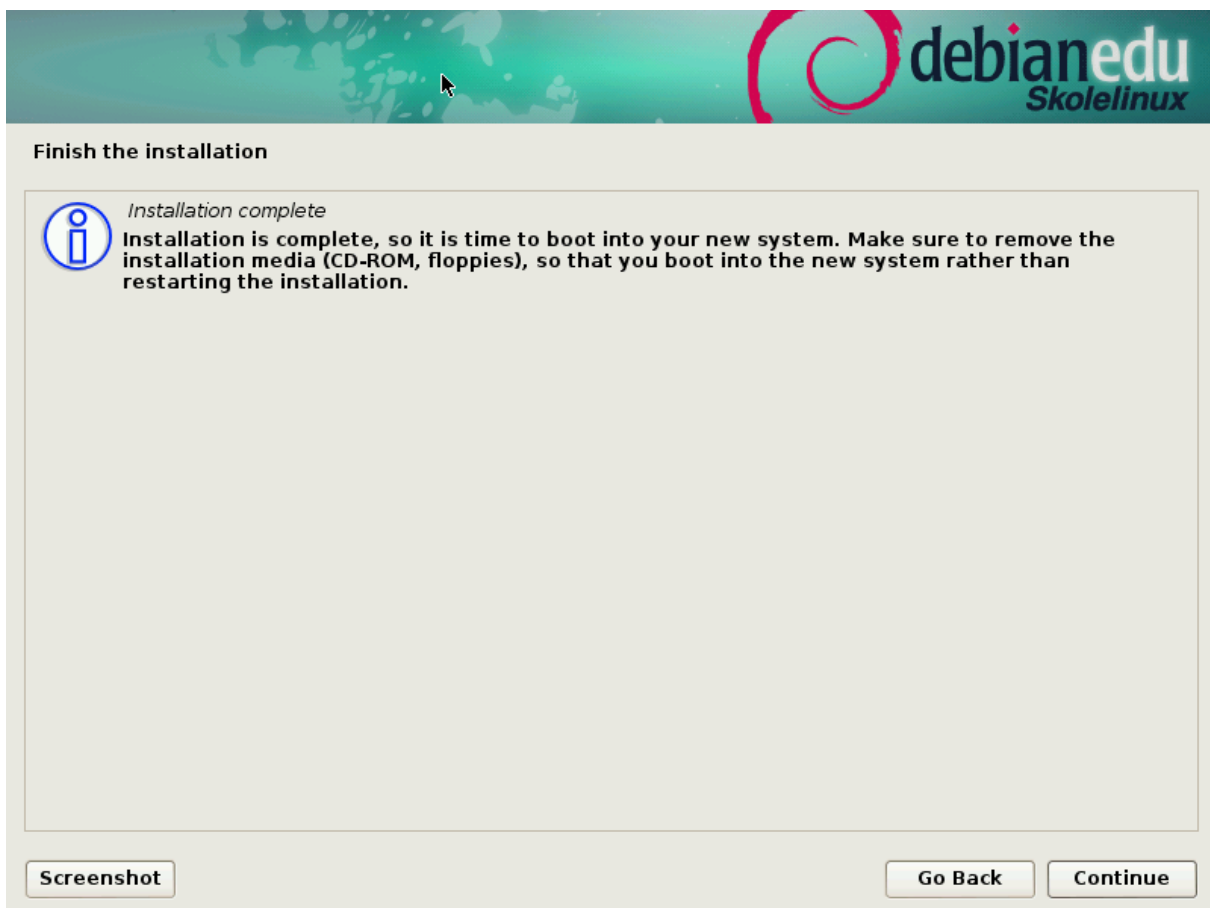 debianedu
Skolelinux
Finish the installation
Installation complete
Installation is complete, so it is time to boot into your new system. Make sure to remove the
installation media (CD-ROM, floppies), so that you boot into the new system rather than
restarting the installation.
Screenshot
Go Back
Continue